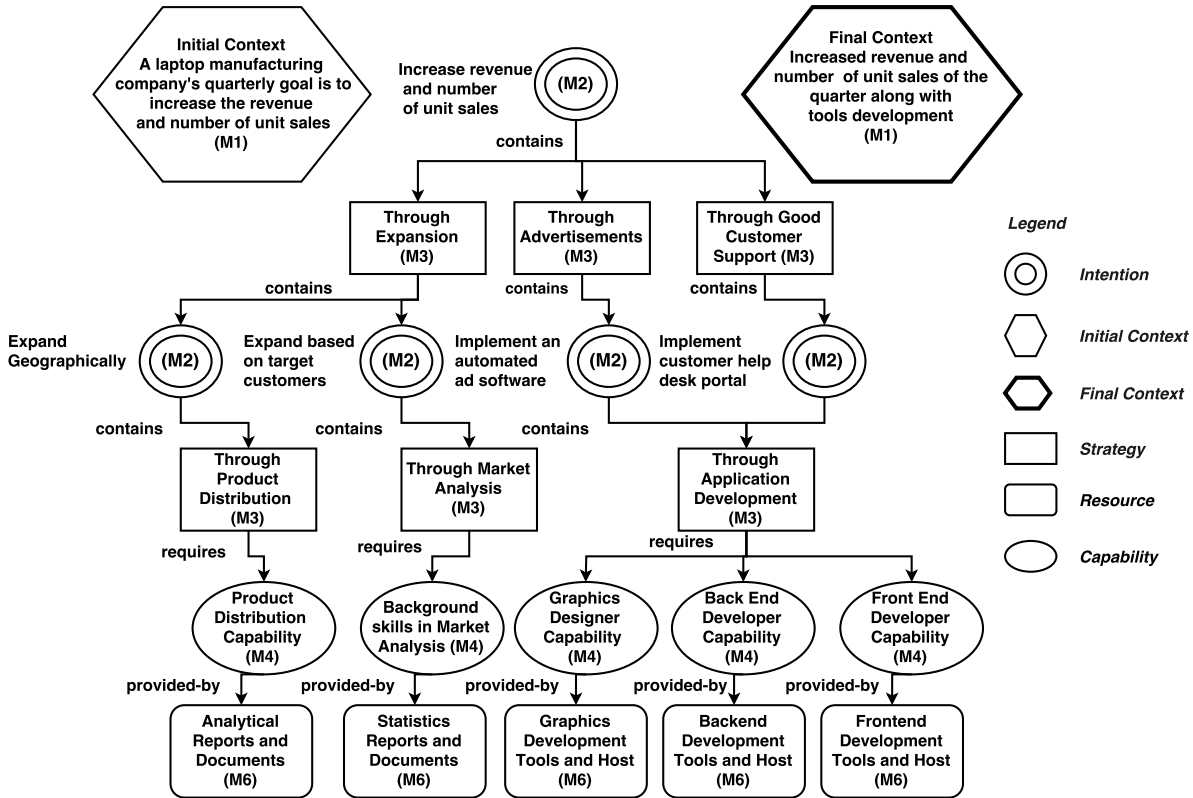 Initial Context
A laptop manufacturing
company's quarterly goal is to
increase the revenue
and number of unit sales
(M1)
Increase revenue
and number
of unit sales
(M2)
Final Context
Increased revenue and
number of unit sales of the
quarter along with
tools development
(M1)
contains
Through
Expansion
(M3)
Through
Advertisements
(M3)
Through Good
Customer
Support (M3)
contains
contains
contains
Expand
Geographically
(M2)
Expand based
on target
customers
(M2)
Implement an
automated
ad software
(M2)
Implement
customer help
desk portal
(M2)
contains
contains
contains
Through
Product
Distribution
(M3)
Through Market
Analysis
(M3)
Through
Application
Development
(M3)
requires
requires
requires
Product
Distribution
Capability
(M4)
Background
skills in Market
Analysis (M4)
Graphics
Designer
Capability
(M4)
Back End
Developer
Capability
(M4)
Front End
Developer
Capability
(M4)
provided-by
provided-by
provided-by
provided-by
provided-by
Analytical
Reports and
Documents
(M6)
Statistics
Reports and
Documents
(M6)
Graphics
Development
Tools and Host
(M6)
Backend
Development
Tools and Host
(M6)
Frontend
Development
Tools and Host
(M6)
Legend
Intention
Initial Context
Final Context
Strategy
Resource
Capability